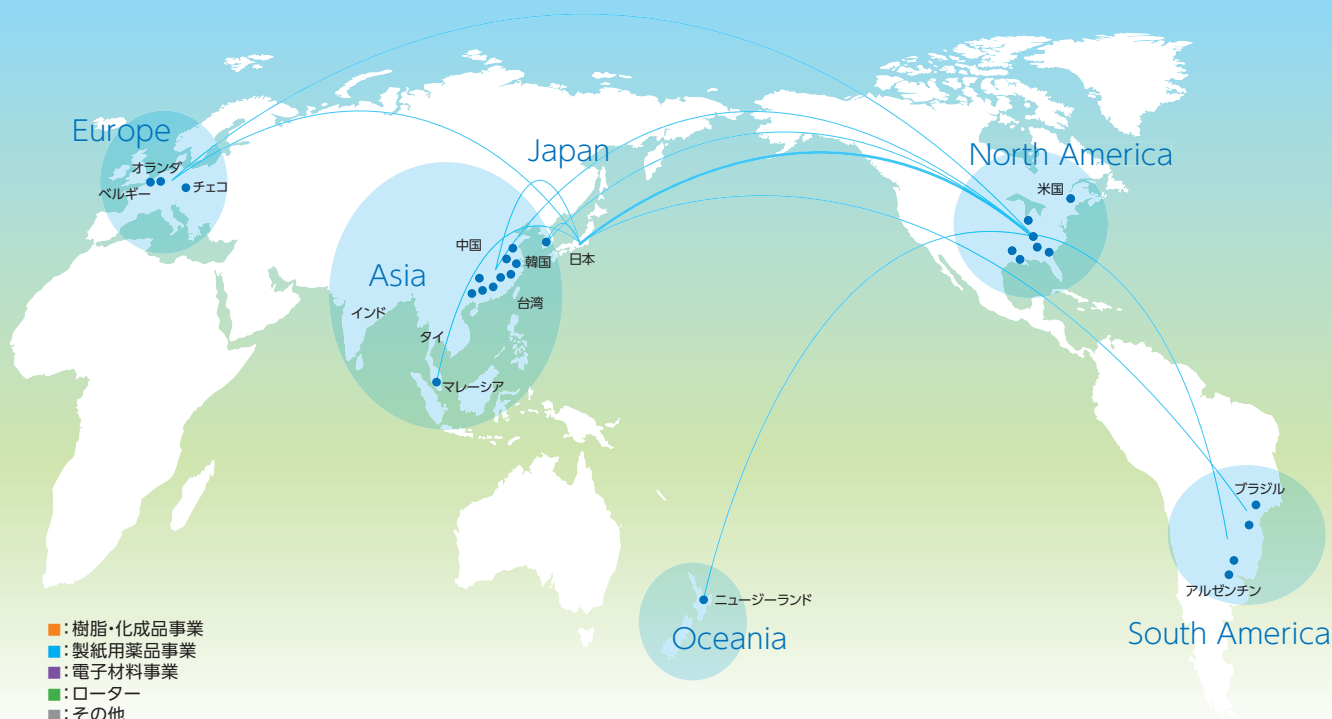 Europe
オランダ
ベルギー
チェコ
Japan
North America
米国
中国
韓国
日本
Asia
台湾
インド
タイ
マレーシア
ブラジル
アルゼンチン
South America
ニュージーランド
Oceania
■：樹脂・化成品事業
■：製紙用薬品事業
■：電子材料事業
■：ローター
■：その他